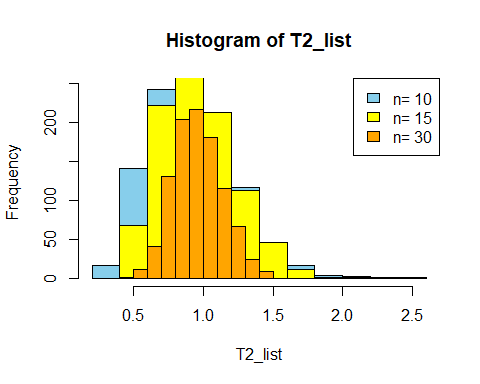 Histogram of T2_list
n= 10
n= 15
n= 30
Frequency
200
100
50
0
0.5 1.0 1.5 2.0 2.5
T2_list